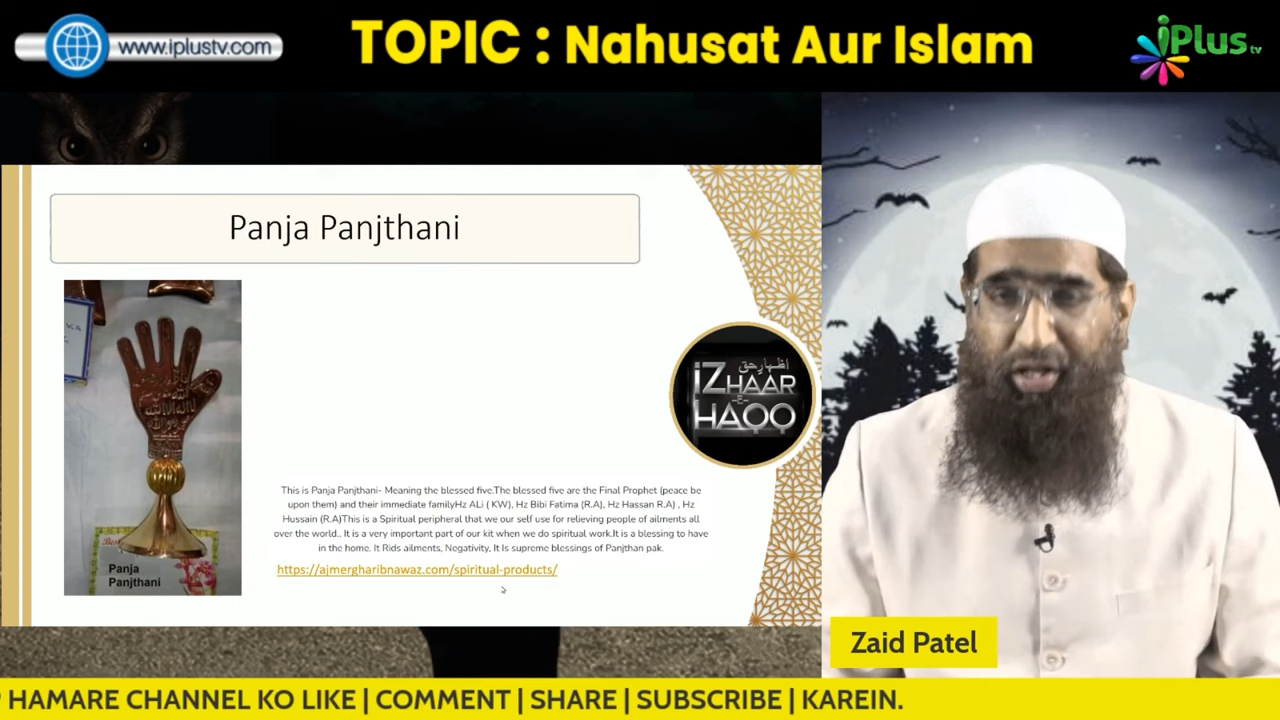 www.iplustv.com
TOPIC : Nahusat Aur Islam
iPlus tv
Panja Panjthani
اظہارِ حق
iZHAAR
-E-
HAQQ
This is Panja Panjthani- Meaning the blessed five.The blessed five are the Final Prophet (peace be
upon them) and their immediate familyHz ALi ( KW), Hz Bibi Fatima (R.A), Hz Hassan R.A) , Hz
Hussain (R.A)This is a Spiritual peripheral that we our self use for relieving people of ailments all
over the world.. It is a very important part of our kit when we do spiritual work.It is a blessing to have
in the home. It Rids ailments, Negativity, It Is supreme blessings of Panjthan pak.
https://ajmergharibnawaz.com/spiritual-products/
Panja
Panjthani
Zaid Patel
HAMARE CHANNEL KO LIKE | COMMENT | SHARE | SUBSCRIBE | KAREIN.